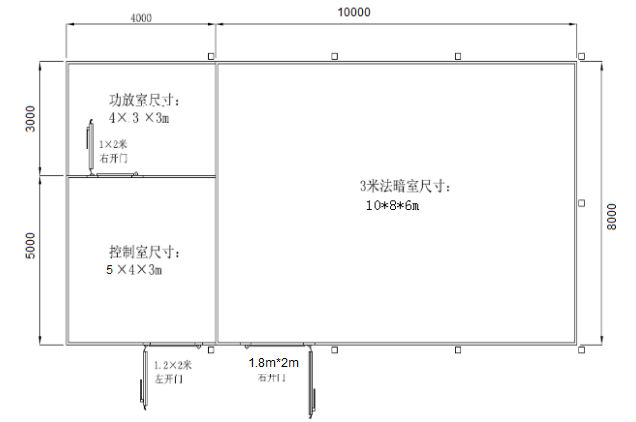 4000
10000
3000
功放室尺寸：
4×3×3m
1×2米
右开门
3米法暗室尺寸：
10*8*6m
8000
5000
控制室尺寸：
5×4×3m
1.2×2米
左开门
1.8m*2m
右开门